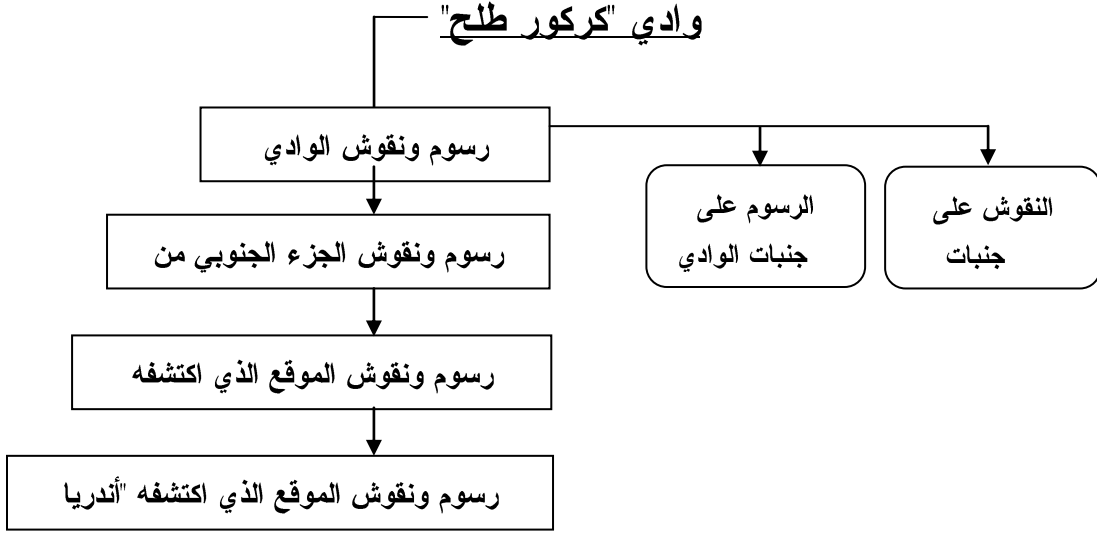 وادي "كركور طلح"
رسوم ونقوش الوادي
النقوش على
جنبات
الرسوم على
جنبات الوادي
رسوم ونقوش الجزء الجنوبي من
رسوم ونقوش الموقع الذي اكتشفه
رسوم ونقوش الموقع الذي اكتشفه "أندريا